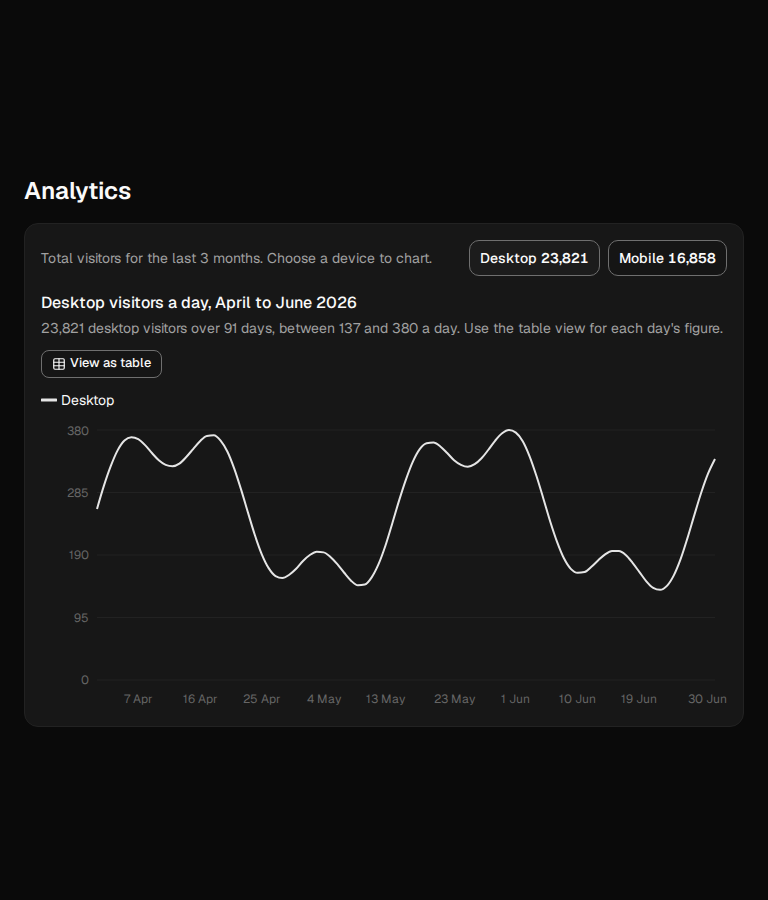 Analytics
Total visitors for the last 3 months. Choose a device to chart.
Desktop 23,821
Mobile 16,858
Desktop visitors a day, April to June 2026
23,821 desktop visitors over 91 days, between 137 and 380 a day. Use the table view for each day's figure.
View as table
Desktop
380
285
190
95
0
7 Apr 16 Apr 25 Apr 4 May 13 May 23 May 1 Jun 10 Jun 19 Jun 30 Jun